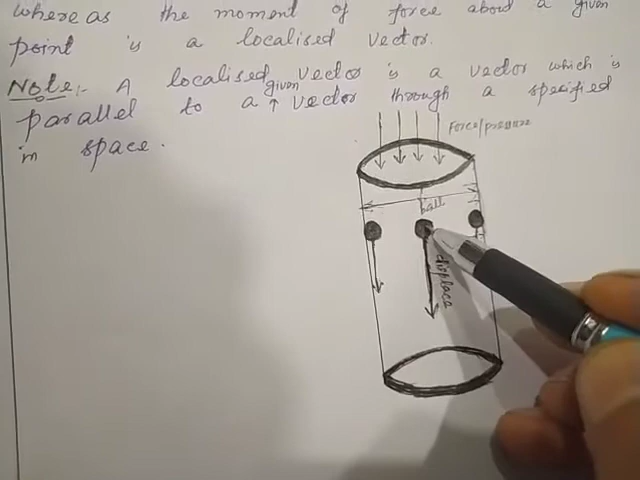 whereas the moment of force about a given
point is a localised vector.
Note:- A localised vector is a vector which is
parallel to a given ↑ vector through a specified
in space.
Force/pressure
ball
displace